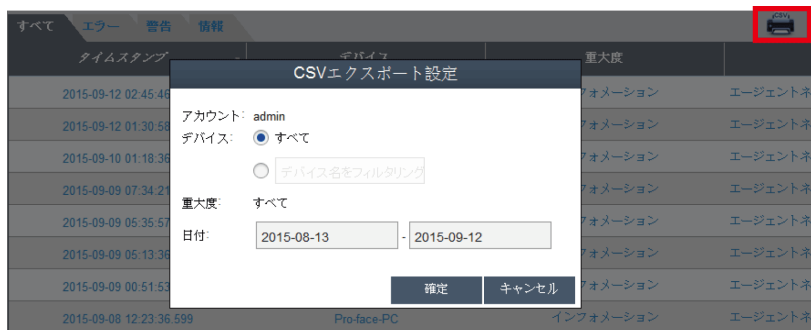 すべて エラー 警告 情報 CSV
タイムスタンプ デバイス 重大度
CSVエクスポート設定
2015-09-12 02:45:46 フォメーション エージェントネ
アカウント: admin
2015-09-12 01:30:58 フォメーション エージェントネ
デバイス: すべて
2015-09-10 01:18:36 フォメーション エージェントネ
デバイス名をフィルタリング
2015-09-09 07:34:21 フォメーション エージェントネ
重大度: すべて
2015-09-09 05:35:57 フォメーション エージェントネ
日付: 2015-08-13 - 2015-09-12
2015-09-09 05:13:36 フォメーション エージェントネ
2015-09-09 00:51:53 確定 キャンセル フォメーション エージェントネ
2015-09-08 12:23:36.599 Pro-face-PC インフォメーション エージェントネ